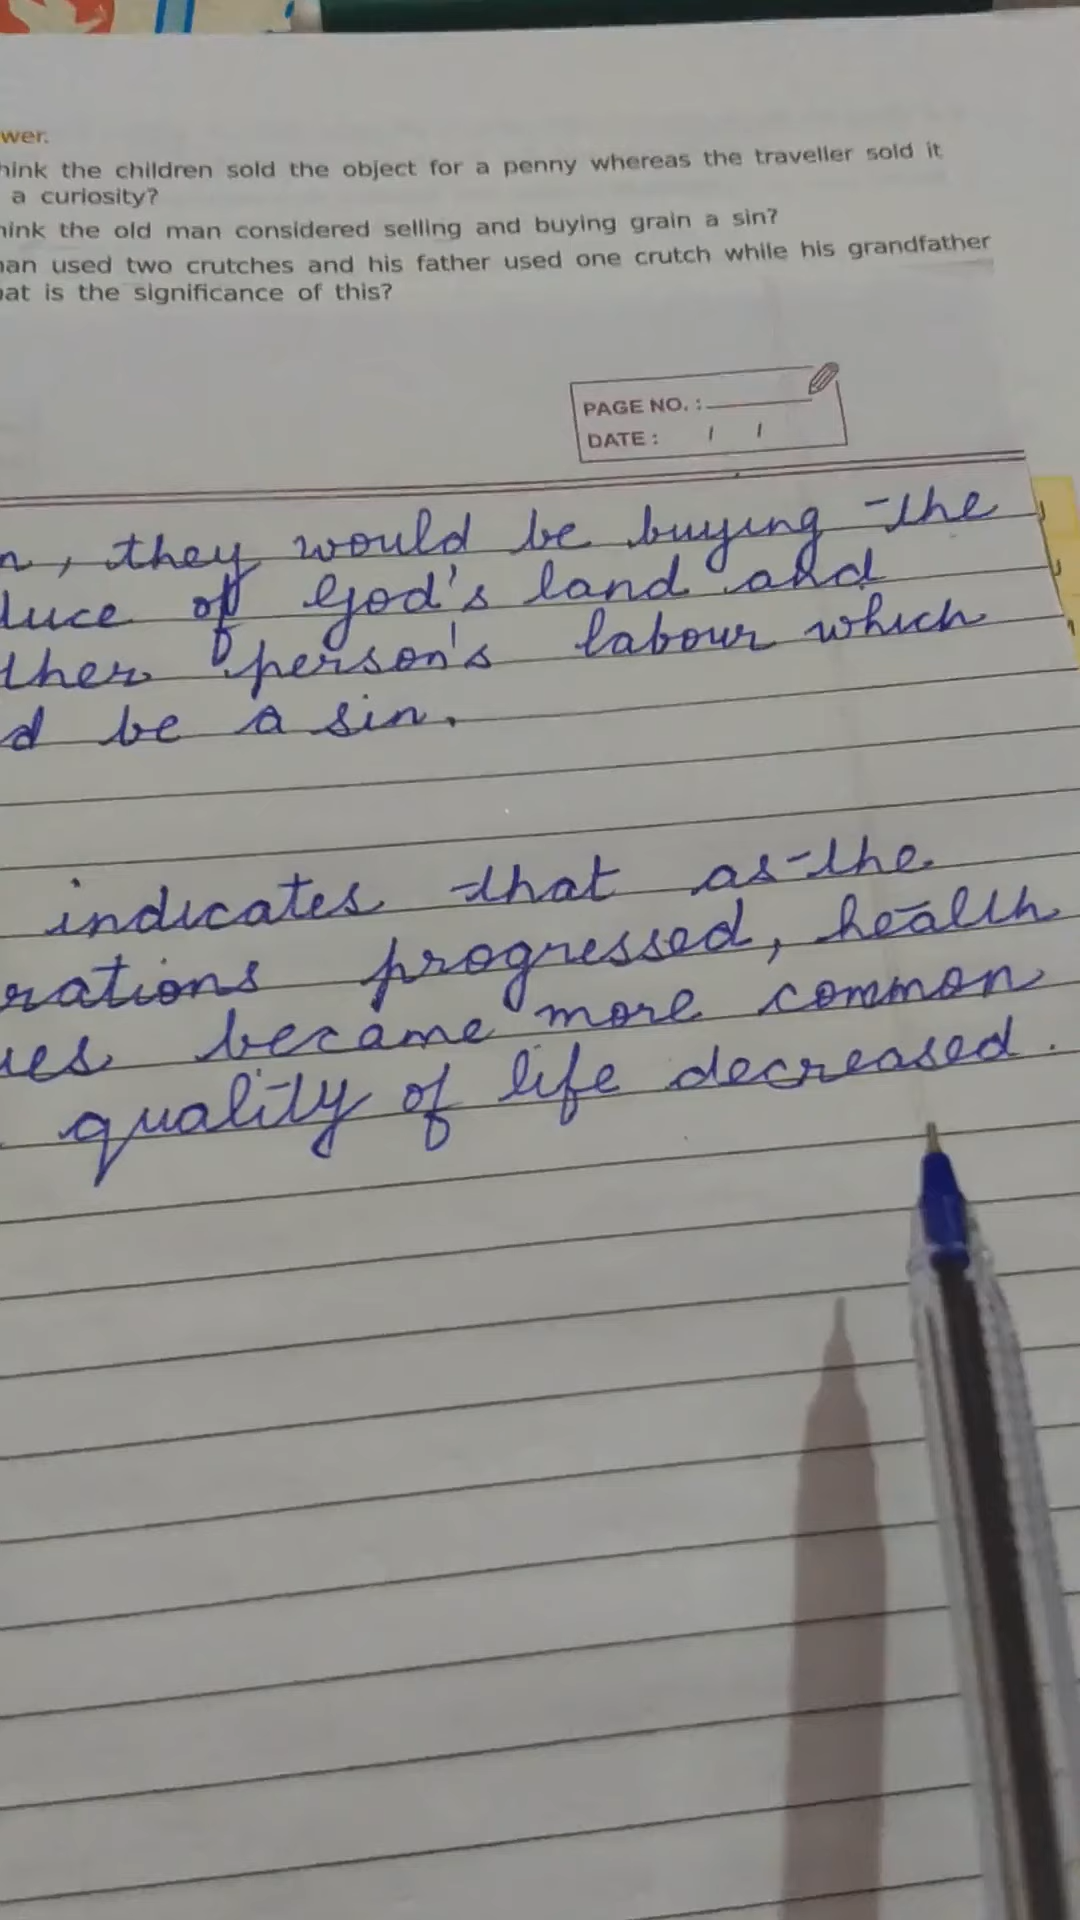 wer.
hink the children sold the object for a penny whereas the traveller sold it
a curiosity?
hink the old man considered selling and buying grain a sin?
an used two crutches and his father used one crutch while his grandfather
at is the significance of this?
PAGE NO. :
DATE : / /
n, they would be buying the
duce of God's land and
ther person's labour which
d be a sin.
indicates that as the
rations progressed, health
ues became more common
quality of life decreased.